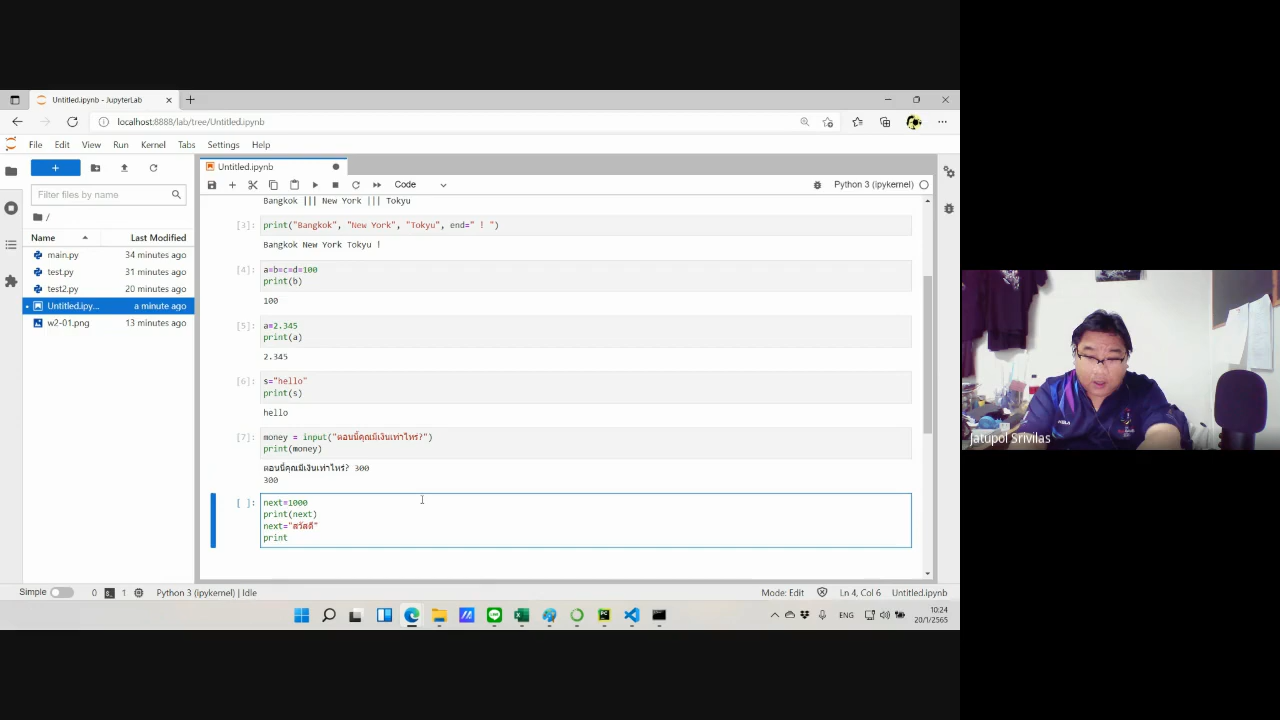 Untitled.ipynb - JupyterLab
localhost:8888/lab/tree/Untitled.ipynb
File Edit View Run Kernel Tabs Settings Help
Untitled.ipynb
Code
Python 3 (ipykernel)
Filter files by name
/
Name Last Modified
main.py 34 minutes ago
test.py 31 minutes ago
test2.py 20 minutes ago
Untitled.ipy... a minute ago
w2-01.png 13 minutes ago
Bangkok ||| New York ||| Tokyu
[3]: print("Bangkok", "New York", "Tokyu", end=" ! ")
Bangkok New York Tokyu !
[4]: a=b=c=d=100
print(b)
100
[5]: a=2.345
print(a)
2.345
[6]: s="hello"
print(s)
hello
[7]: money = input("ตอนนี้คุณมีเงินเท่าไหร่?")
print(money)
ตอนนี้คุณมีเงินเท่าไหร่? 300
300
[ ]: next=1000
print(next)
next="สวัสดี"
print
Simple 0 1 Python 3 (ipykernel) | Idle Mode: Edit Ln 4, Col 6 Untitled.ipynb
ENG 10:24
20/1/2565
Jatupol Srivilas